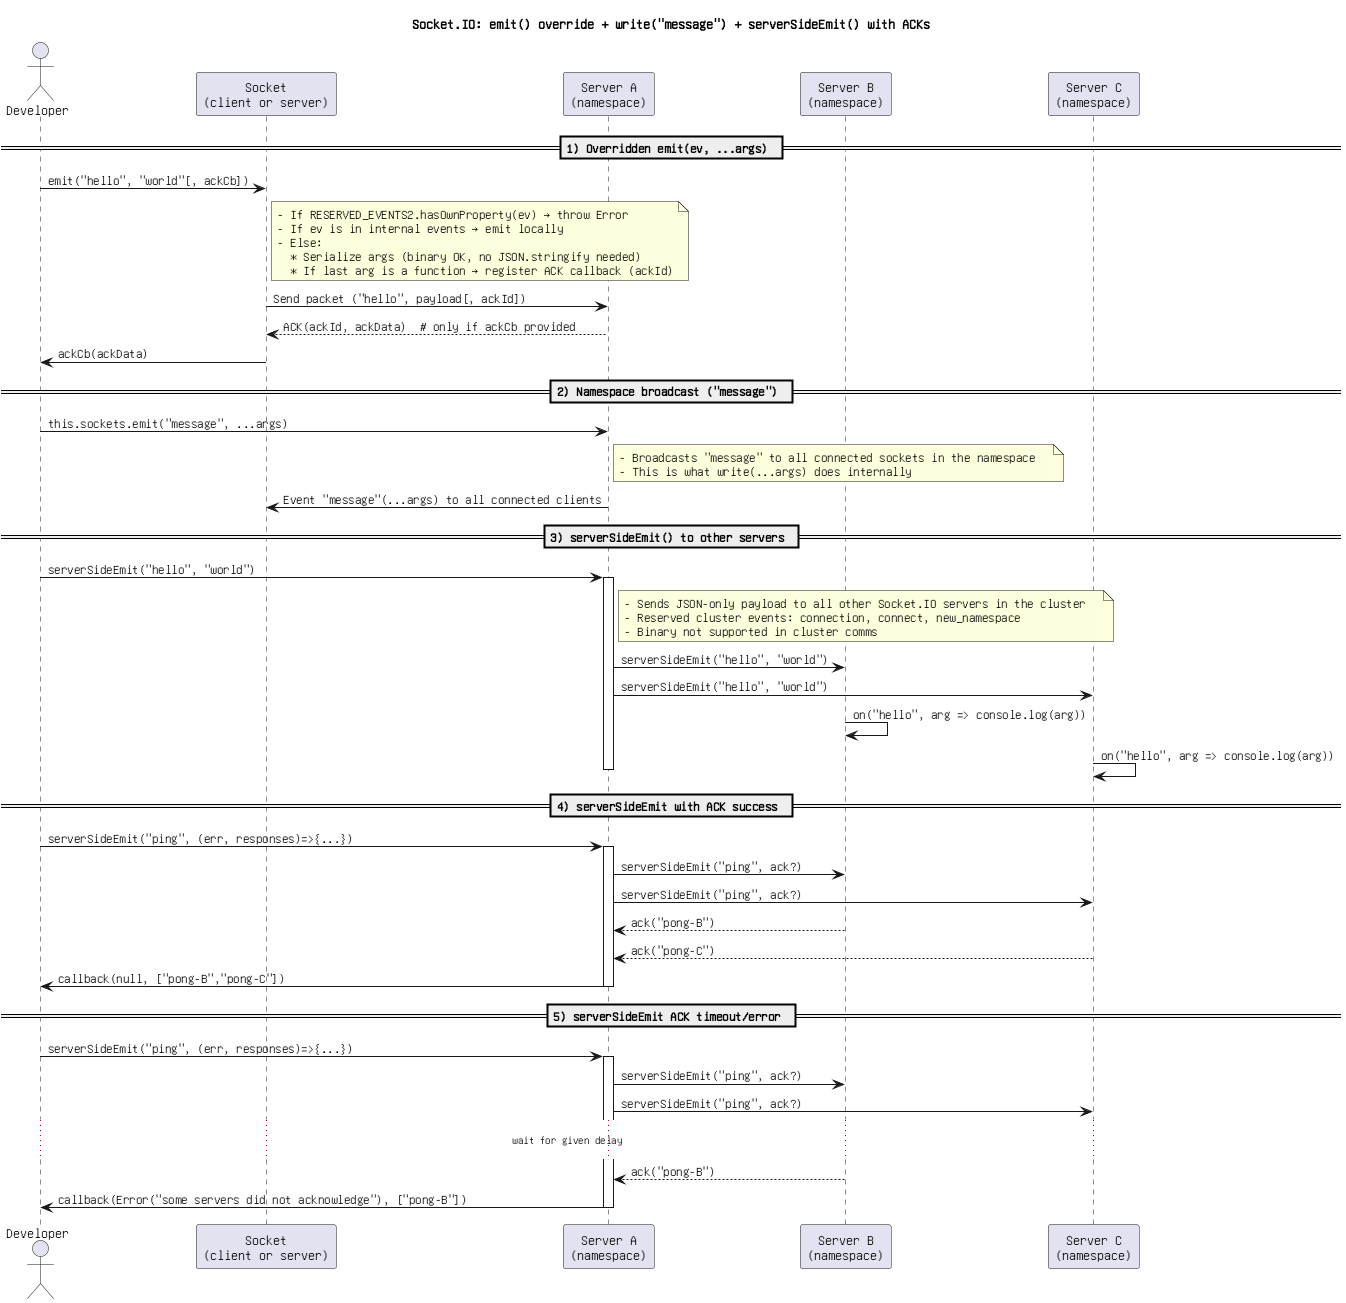 Socket.IO: emit() override + write("message") + serverSideEmit() with ACKs
Developer
Socket
(client or server)
Server A
(namespace)
Server B
(namespace)
Server C
(namespace)
1) Overridden emit(ev, ...args)
emit("hello", "world"[, ackCb])
- If RESERVED_EVENTS2.hasOwnProperty(ev) → throw Error
- If ev is in internal events → emit locally
- Else:
* Serialize args (binary OK, no JSON.stringify needed)
* If last arg is a function → register ACK callback (ackId)
Send packet ("hello", payload[, ackId])
ACK(ackId, ackData)  # only if ackCb provided
ackCb(ackData)
2) Namespace broadcast ("message")
this.sockets.emit("message", ...args)
- Broadcasts "message" to all connected sockets in the namespace
- This is what write(...args) does internally
Event "message"(...args) to all connected clients
3) serverSideEmit() to other servers
serverSideEmit("hello", "world")
- Sends JSON-only payload to all other Socket.IO servers in the cluster
- Reserved cluster events: connection, connect, new_namespace
- Binary not supported in cluster comms
serverSideEmit("hello", "world")
serverSideEmit("hello", "world")
on("hello", arg => console.log(arg))
on("hello", arg => console.log(arg))
4) serverSideEmit with ACK success
serverSideEmit("ping", (err, responses)=>{...})
serverSideEmit("ping", ack?)
serverSideEmit("ping", ack?)
ack("pong-B")
ack("pong-C")
callback(null, ["pong-B","pong-C"])
5) serverSideEmit ACK timeout/error
serverSideEmit("ping", (err, responses)=>{...})
serverSideEmit("ping", ack?)
serverSideEmit("ping", ack?)
wait for given delay
ack("pong-B")
callback(Error("some servers did not acknowledge"), ["pong-B"])
Developer
Socket
(client or server)
Server A
(namespace)
Server B
(namespace)
Server C
(namespace)